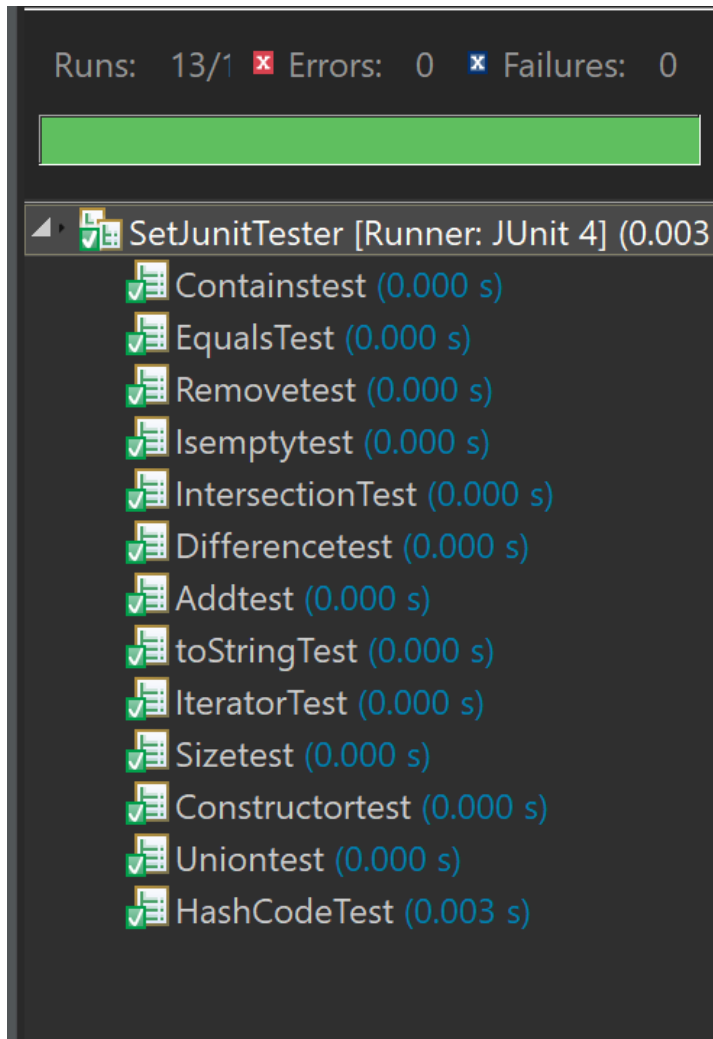 Runs: 13/1 Errors: 0 Failures: 0
SetJunitTester [Runner: JUnit 4] (0.003
Containstest (0.000 s)
EqualsTest (0.000 s)
Removetest (0.000 s)
Isemptytest (0.000 s)
IntersectionTest (0.000 s)
Differencetest (0.000 s)
Addtest (0.000 s)
toStringTest (0.000 s)
IteratorTest (0.000 s)
Sizetest (0.000 s)
Constructortest (0.000 s)
Uniontest (0.000 s)
HashCodeTest (0.003 s)